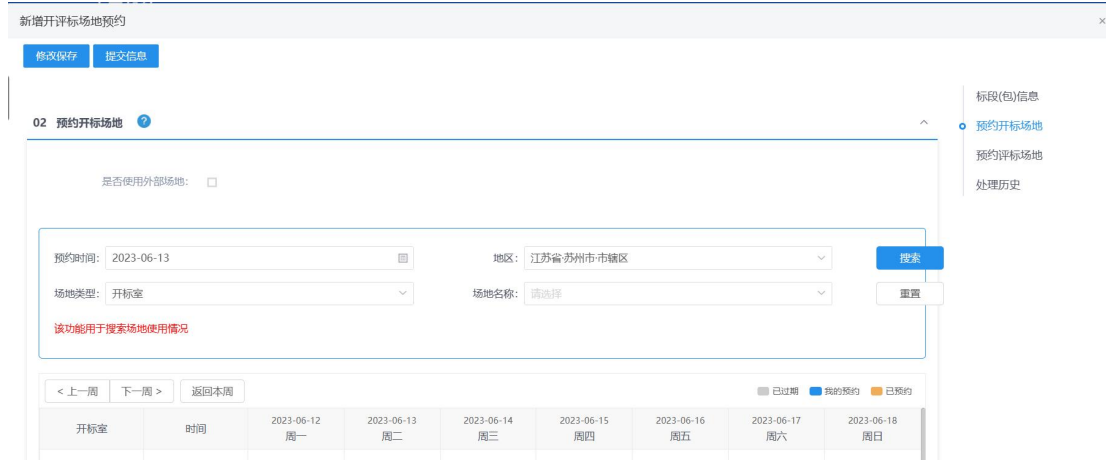 新增开评标场地预约
×
修改保存 提交信息
标段(包)信息
02 预约开标场地 ?
预约开标场地
预约评标场地
是否使用外部场地：
处理历史
预约时间： 2023-06-13 地区： 江苏省·苏州市·市辖区 搜索
场地类型： 开标室 场地名称： 请选择 重置
该功能用于搜索场地使用情况
< 上一周 下一周 > 返回本周 已过期 我的预约 已预约
开标室 时间 2023-06-12 2023-06-13 2023-06-14 2023-06-15 2023-06-16 2023-06-17 2023-06-18
周一 周二 周三 周四 周五 周六 周日